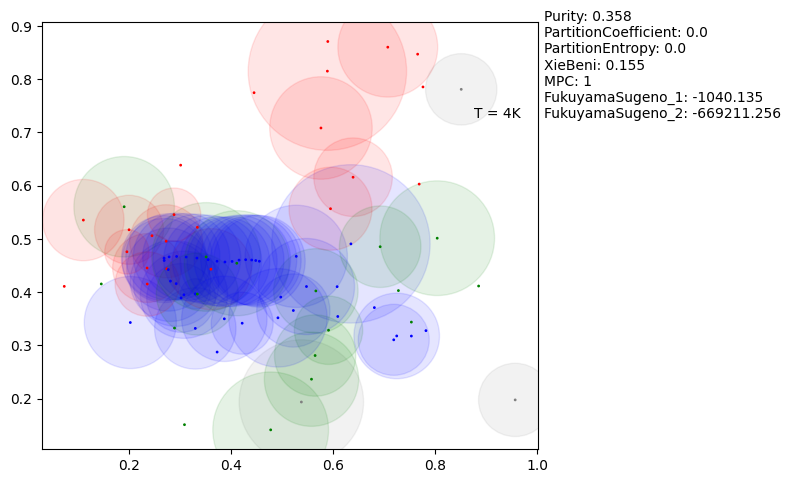 Purity: 0.358
PartitionCoefficient: 0.0
PartitionEntropy: 0.0
XieBeni: 0.155
MPC: 1
FukuyamaSugeno_1: -1040.135
FukuyamaSugeno_2: -669211.256
T = 4K
0.9
0.8
0.7
0.6
0.5
0.4
0.3
0.2
0.2 0.4 0.6 0.8 1.0